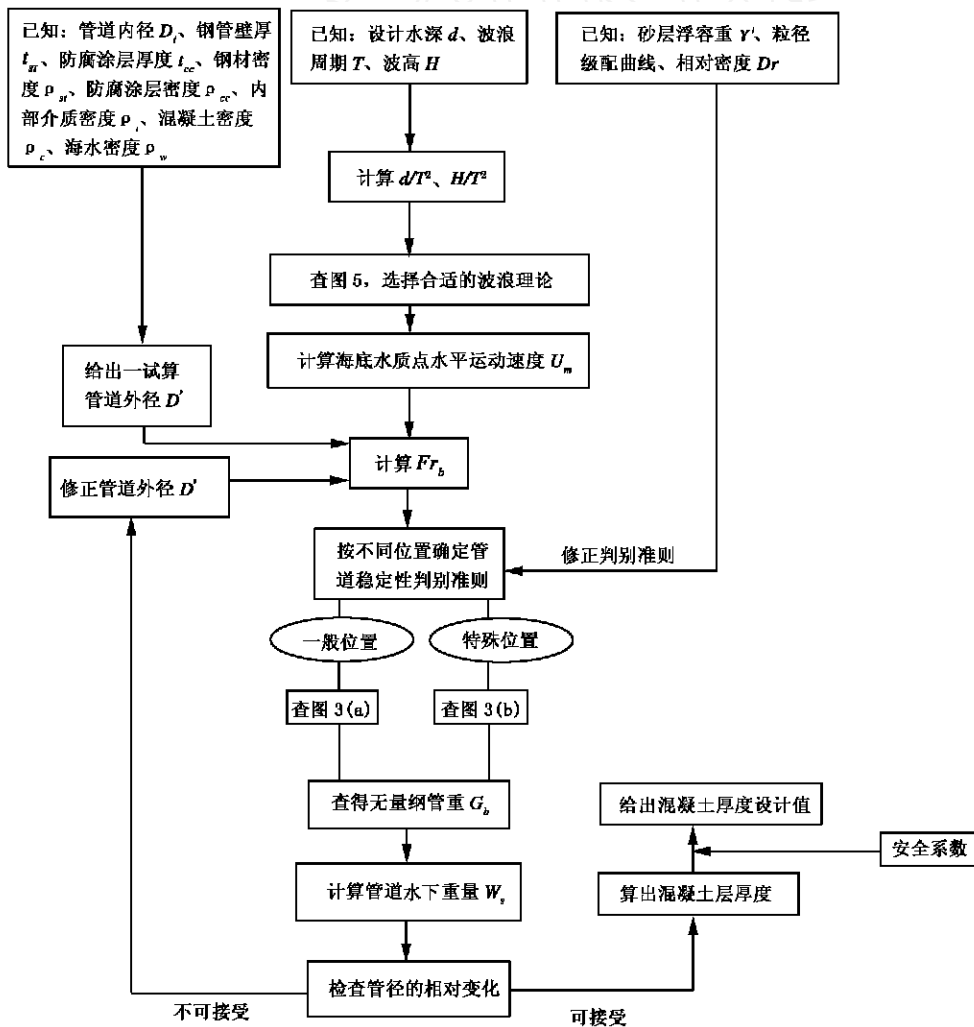 已知：管道内径 D_i、钢管壁厚
t_st、防腐涂层厚度 t_cc、钢材密
度 ρ_st、防腐涂层密度 ρ_cc、内
部介质密度 ρ_i、混凝土密度
ρ_c、海水密度 ρ_w
已知：设计水深 d、波浪
周期 T、波高 H
已知：砂层浮容重 γ'、粒径
级配曲线、相对密度 Dr
计算 d/T²、H/T²
查图 5，选择合适的波浪理论
计算海底水质点水平运动速度 U_m
给出一试算
管道外径 D'
计算 Fr_b
修正管道外径 D'
按不同位置确定管
道稳定性判别准则
修正判别准则
一般位置
特殊位置
查图 3(a)
查图 3(b)
查得无量纲管重 G_b
给出混凝土厚度设计值
安全系数
计算管道水下重量 W_s
算出混凝土层厚度
检查管径的相对变化
不可接受
可接受